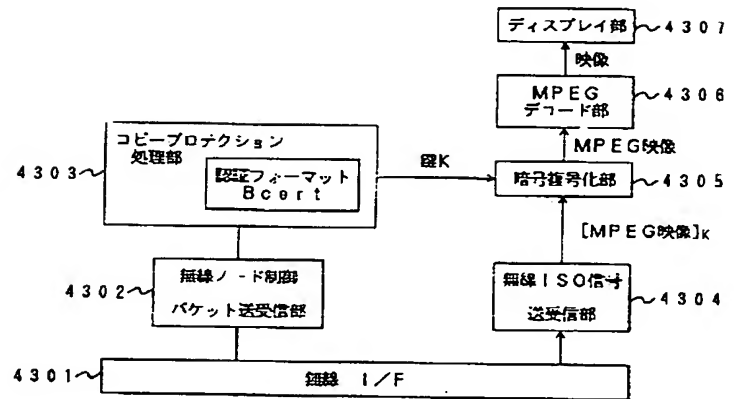 ディスプレイ部
4307
映像
MPEG
デコード部
4306
MPEG映像
コピープロテクション
処理部
4303
認証フォーマット
Bcert
鍵K
暗号復号化部
4305
[MPEG映像]K
無線ノード制御
パケット送受信部
4302
無線ISO信号
送受信部
4304
4301
無線 I/F